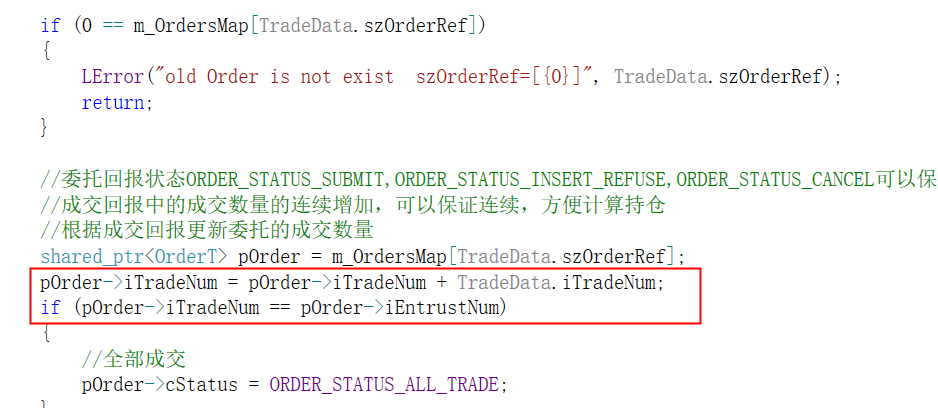 if (0 == m_OrdersMap[TradeData.szOrderRef])
{
LError("old Order is not exist  szOrderRef=[{0}]", TradeData.szOrderRef);
return;
}
//委托回报状态ORDER_STATUS_SUBMIT,ORDER_STATUS_INSERT_REFUSE,ORDER_STATUS_CANCEL可以保
//成交回报中的成交数量的连续增加，可以保证连续，方便计算持仓
//根据成交回报更新委托的成交数量
shared_ptr<OrderT> pOrder = m_OrdersMap[TradeData.szOrderRef];
pOrder->iTradeNum = pOrder->iTradeNum + TradeData.iTradeNum;
if (pOrder->iTradeNum == pOrder->iEntrustNum)
{
//全部成交
pOrder->cStatus = ORDER_STATUS_ALL_TRADE;
}